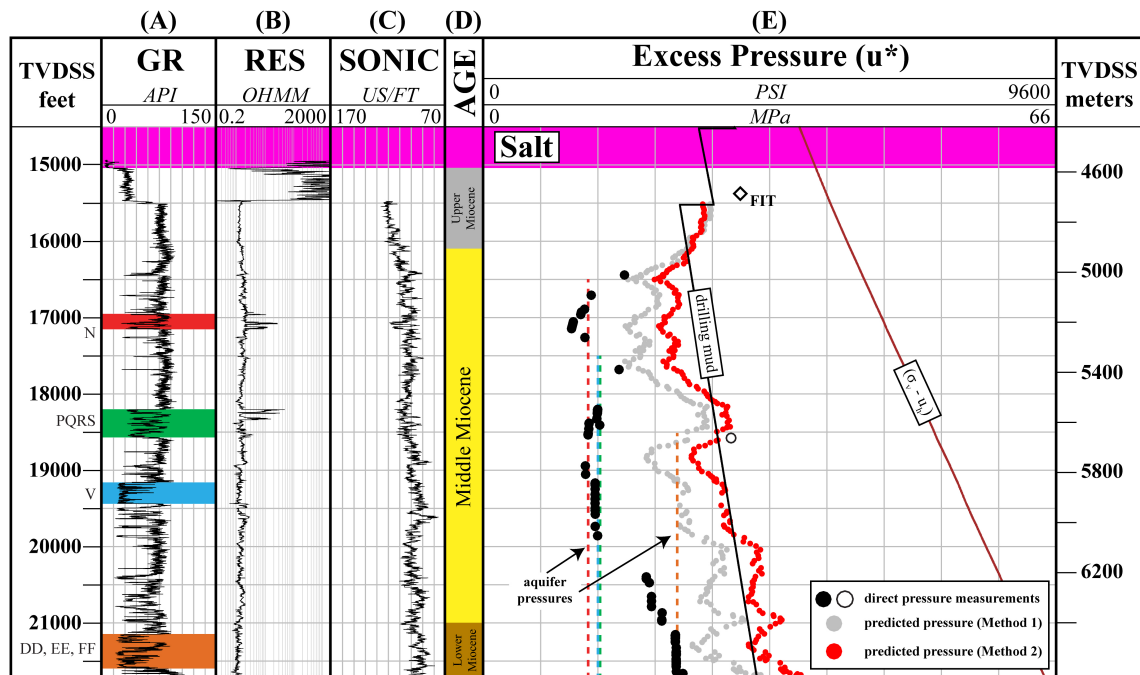 (A) (B) (C) (D) (E)
TVDSS feet
GR
API
0 150
RES
OHMM
0.2 2000
SONIC
US/FT
170 70
AGE
Excess Pressure (u*)
0 PSI 9600
0 MPa 66
TVDSS meters
Salt
15000
16000
17000
18000
19000
20000
21000
N
PQRS
V
DD, EE, FF
Upper
Miocene
Middle Miocene
Lower
Miocene
FIT
drilling mud
(σv - uh)
aquifer
pressures
direct pressure measurements
predicted pressure (Method 1)
predicted pressure (Method 2)
4600
5000
5400
5800
6200